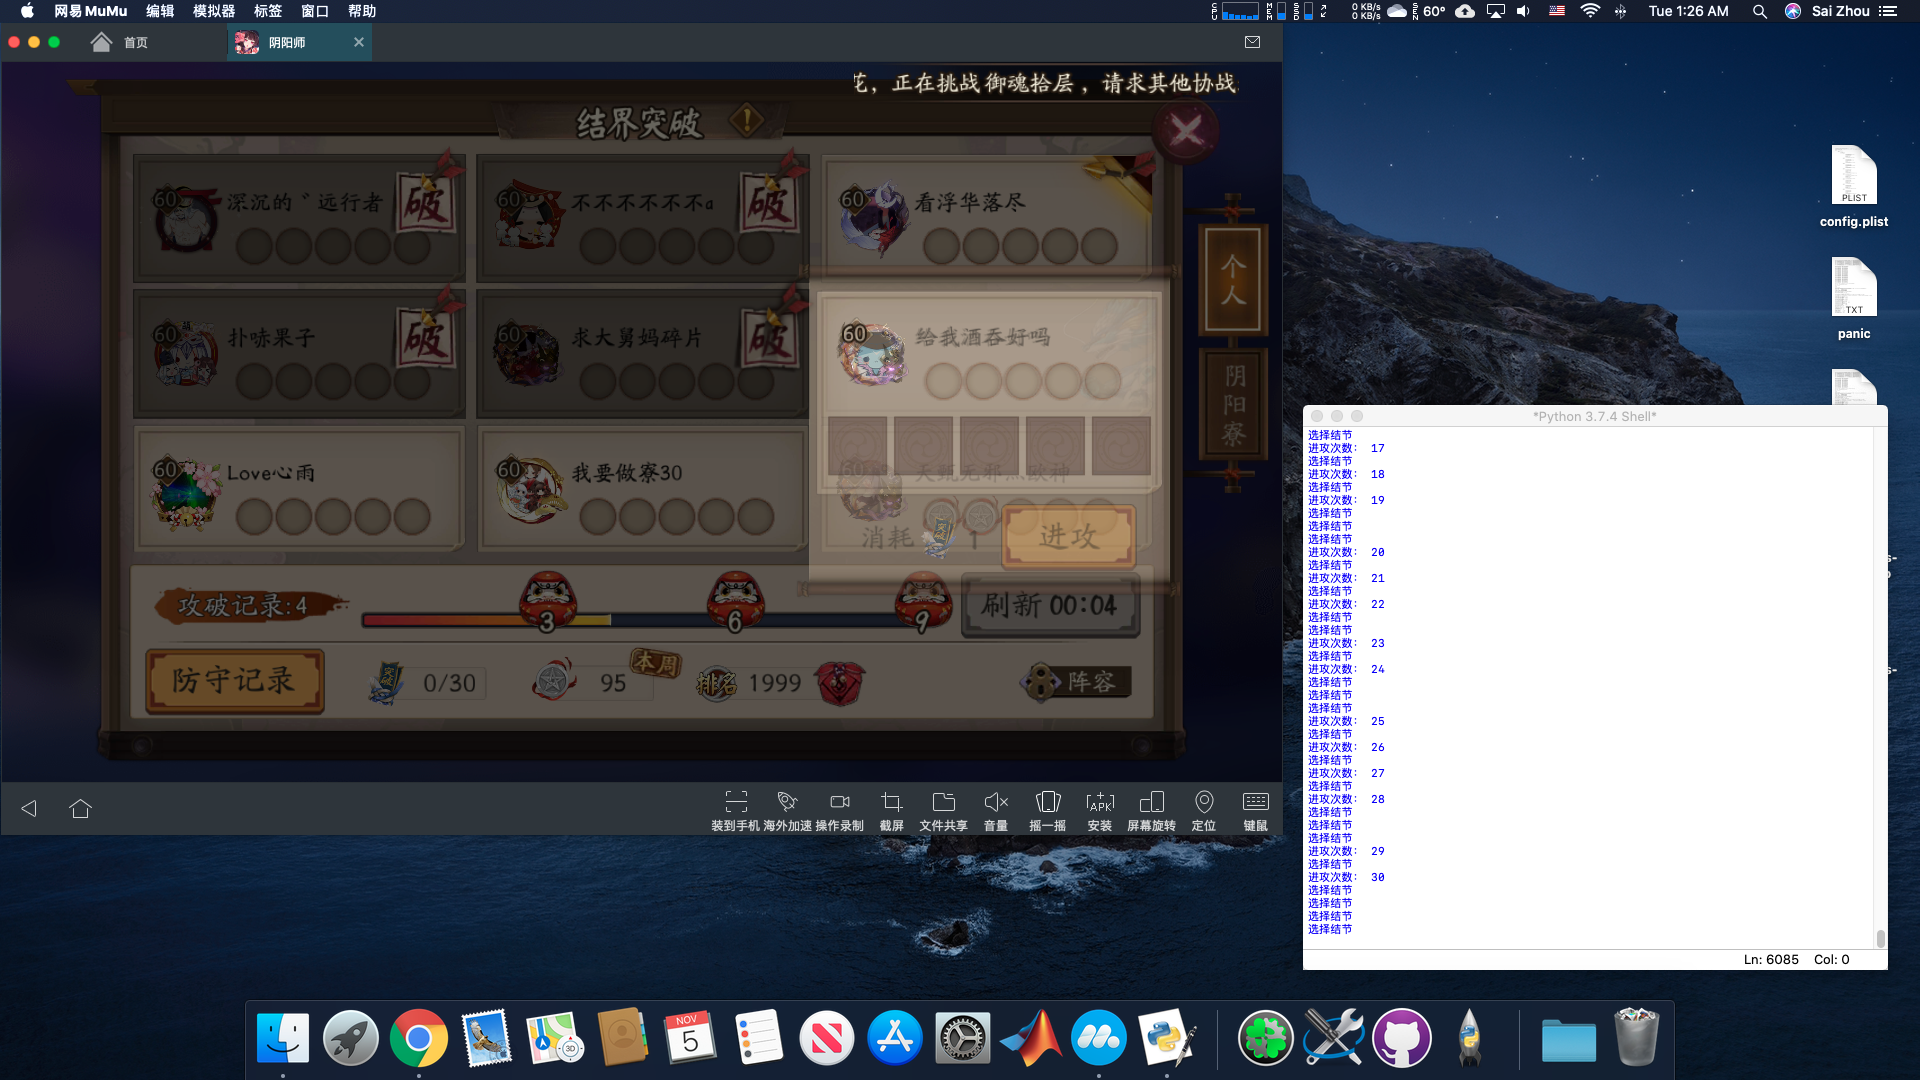 网易 MuMu 编辑 模拟器 标签 窗口 帮助
CPU MEM SSD 0 KB/s 0 KB/s SEN 60° Tue 1:26 AM Sai Zhou
首页 阴阳师
正在挑战御魂拾层，请求其他协战
结界突破
60 深沉的゛远行者 破
60 不不不不不不a 破
60 看浮华落尽
个人
60 扑哧果子 破
60 求大舅妈碎片 破
60 给我酒吞好吗
阴阳寮
60 Love心雨
60 我要做寮30
消耗 1 进攻
攻破记录:4 3 6 9 刷新 00:04
防守记录 突破 0/30 95 本周 排名 1999 阵容
装到手机 海外加速 操作录制 截屏 文件共享 音量 摇一摇 APK 安装 屏幕旋转 定位 键鼠
PLIST
config.plist
TXT
panic
*Python 3.7.4 Shell*
选择结节
进攻次数： 17
选择结节
进攻次数： 18
选择结节
进攻次数： 19
选择结节
选择结节
选择结节
进攻次数： 20
选择结节
进攻次数： 21
选择结节
进攻次数： 22
选择结节
选择结节
进攻次数： 23
选择结节
进攻次数： 24
选择结节
选择结节
选择结节
进攻次数： 25
选择结节
进攻次数： 26
选择结节
进攻次数： 27
选择结节
进攻次数： 28
选择结节
选择结节
选择结节
进攻次数： 29
选择结节
进攻次数： 30
选择结节
选择结节
选择结节
选择结节
Ln: 6085 Col: 0
3D
NOV
5